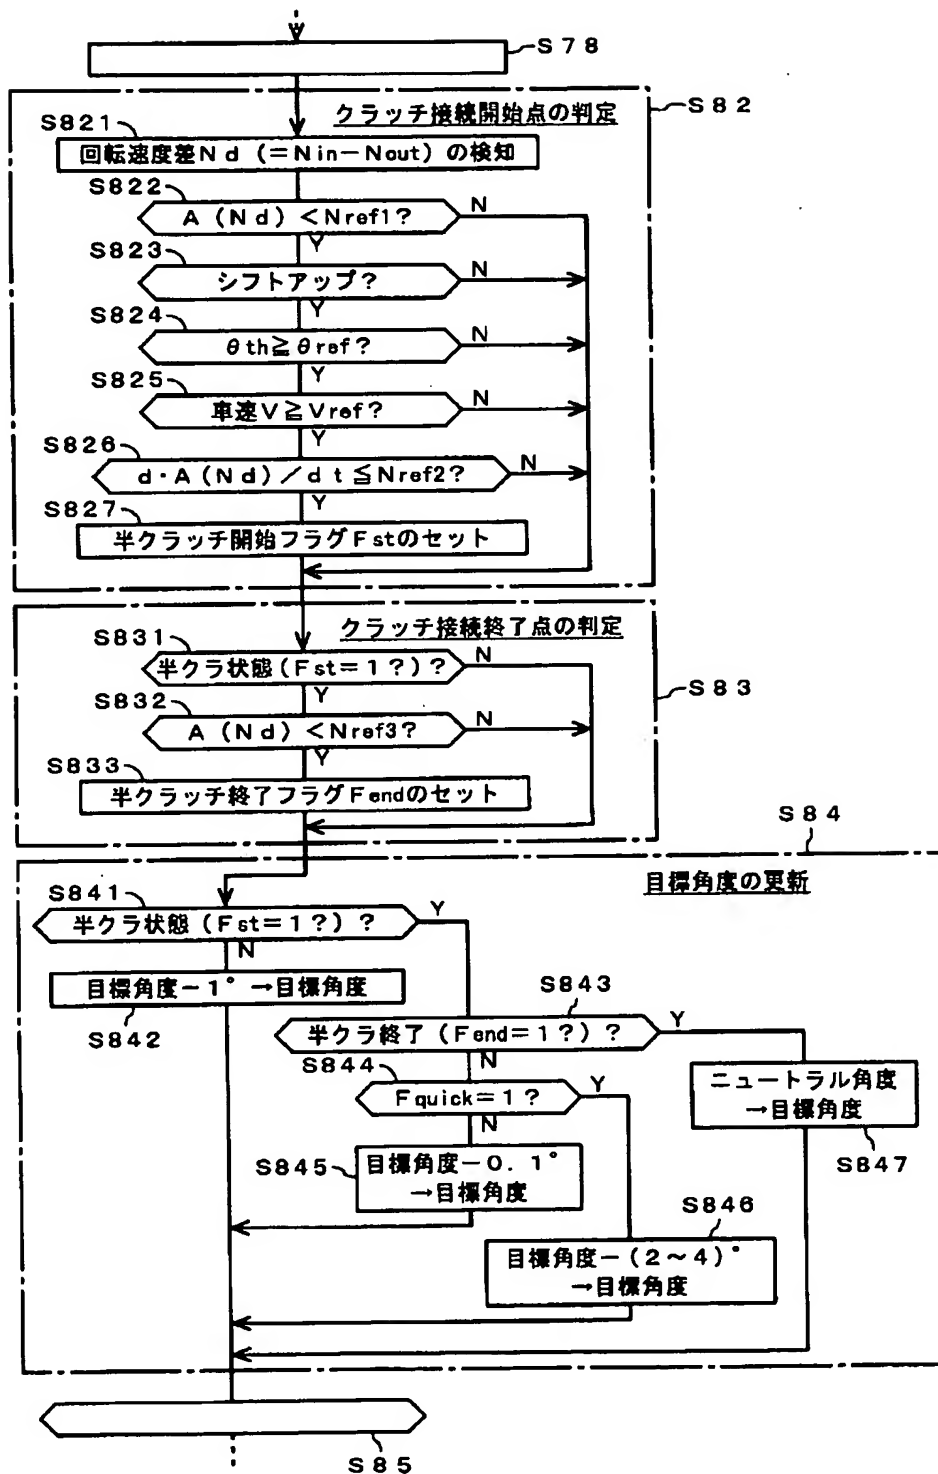 S78
S82
クラッチ接続開始点の判定
S821
回転速度差Nd(=Nin−Nout)の検知
S822
A(Nd)<Nref1?
N
Y
S823
シフトアップ?
N
Y
S824
θth≧θref?
N
Y
S825
車速V≧Vref?
N
Y
S826
d・A(Nd)/dt≦Nref2?
N
Y
S827
半クラッチ開始フラグFstのセット
S83
クラッチ接続終了点の判定
S831
半クラ状態(Fst=1?)?
N
Y
S832
A(Nd)<Nref3?
N
Y
S833
半クラッチ終了フラグFendのセット
S84
目標角度の更新
S841
半クラ状態(Fst=1?)?
Y
N
目標角度−1°→目標角度
S842
S843
半クラ終了(Fend=1?)?
Y
N
S844
Fquick=1?
Y
N
ニュートラル角度
→目標角度
S847
S845
目標角度−0.1°
→目標角度
S846
目標角度−(2~4)°
→目標角度
S85